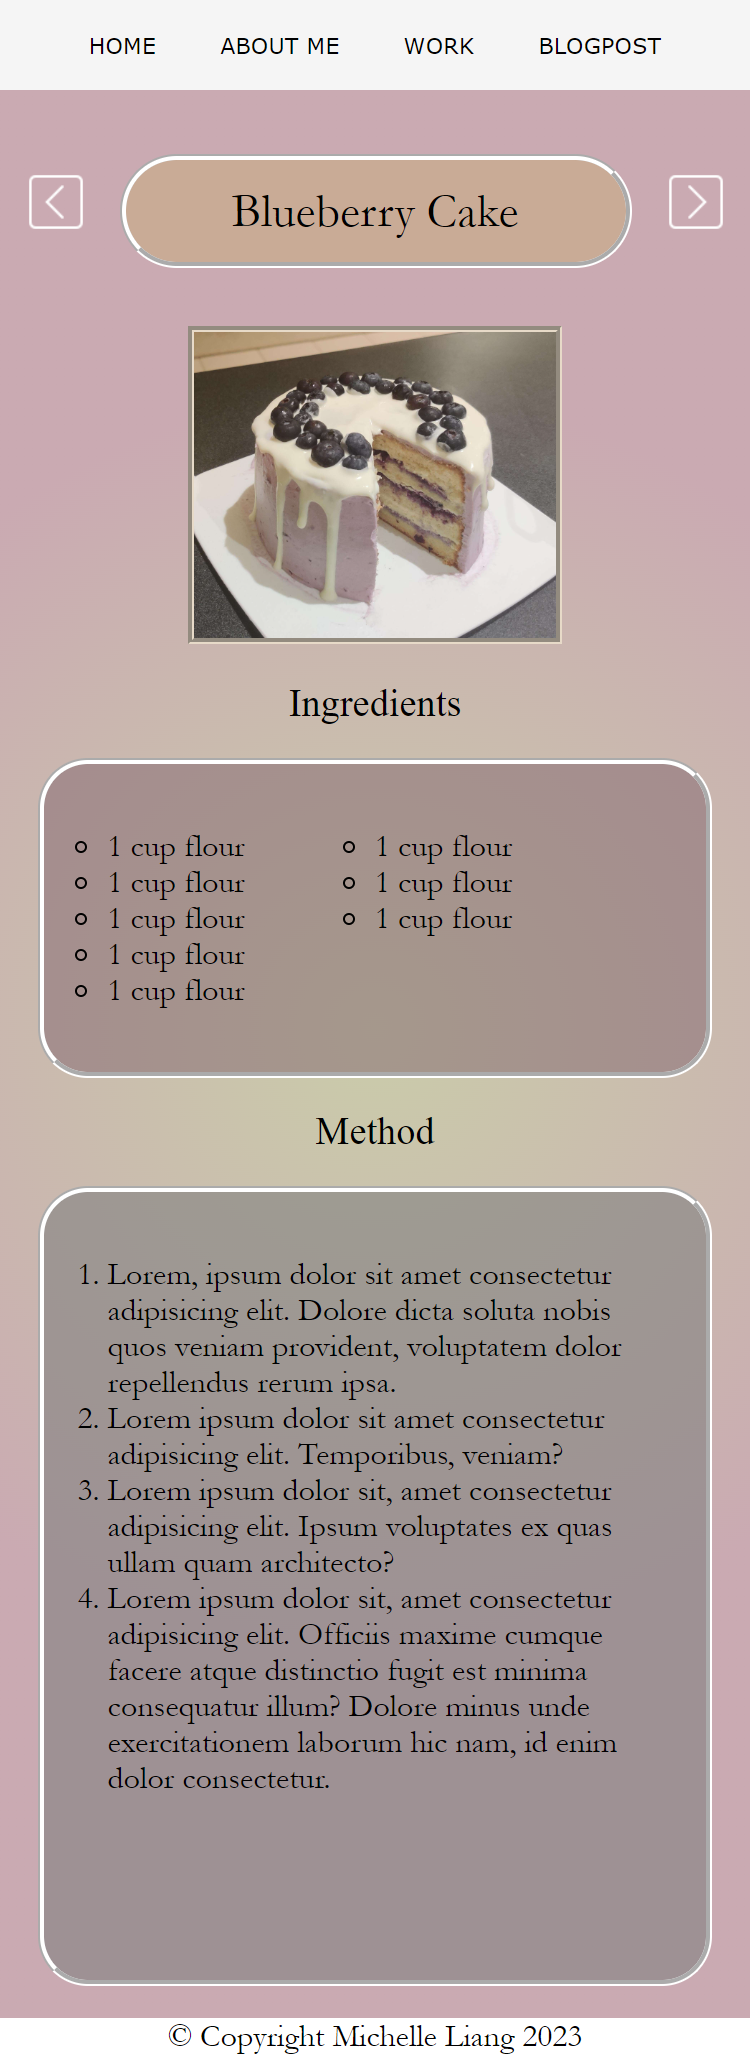 HOME ABOUT ME WORK BLOGPOST
Blueberry Cake
Ingredients
1 cup flour
1 cup flour
1 cup flour
1 cup flour
1 cup flour
1 cup flour
1 cup flour
1 cup flour
Method
1. Lorem, ipsum dolor sit amet consectetur
adipisicing elit. Dolore dicta soluta nobis
quos veniam provident, voluptatem dolor
repellendus rerum ipsa.
2. Lorem ipsum dolor sit amet consectetur
adipisicing elit. Temporibus, veniam?
3. Lorem ipsum dolor sit, amet consectetur
adipisicing elit. Ipsum voluptates ex quas
ullam quam architecto?
4. Lorem ipsum dolor sit, amet consectetur
adipisicing elit. Officiis maxime cumque
facere atque distinctio fugit est minima
consequatur illum? Dolore minus unde
exercitationem laborum hic nam, id enim
dolor consectetur.
© Copyright Michelle Liang 2023